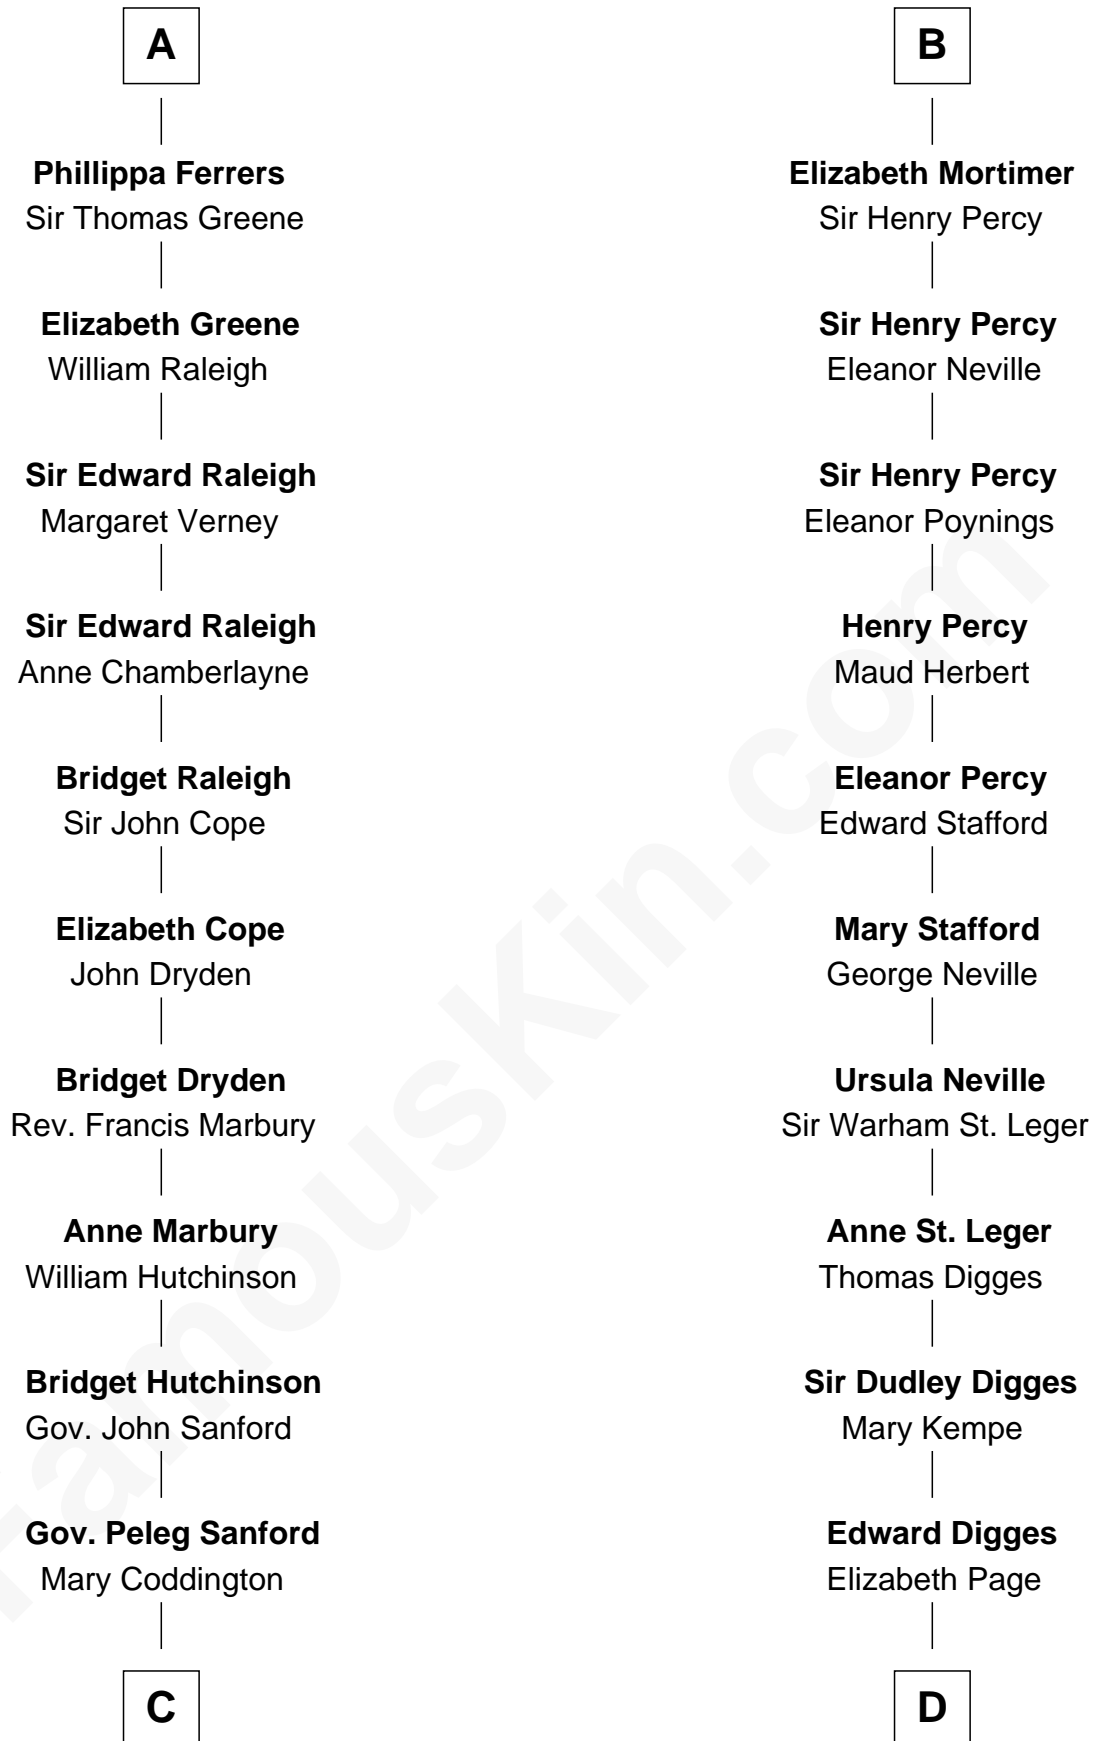 A
Phillippa Ferrers
Sir Thomas Greene
Elizabeth Greene
William Raleigh
Sir Edward Raleigh
Margaret Verney
Sir Edward Raleigh
Anne Chamberlayne
Bridget Raleigh
Sir John Cope
Elizabeth Cope
John Dryden
Bridget Dryden
Rev. Francis Marbury
Anne Marbury
William Hutchinson
Bridget Hutchinson
Gov. John Sanford
Gov. Peleg Sanford
Mary Coddington
C
B
Elizabeth Mortimer
Sir Henry Percy
Sir Henry Percy
Eleanor Neville
Sir Henry Percy
Eleanor Poynings
Henry Percy
Maud Herbert
Eleanor Percy
Edward Stafford
Mary Stafford
George Neville
Ursula Neville
Sir Warham St. Leger
Anne St. Leger
Thomas Digges
Sir Dudley Digges
Mary Kempe
Edward Digges
Elizabeth Page
D
FamousKin.com